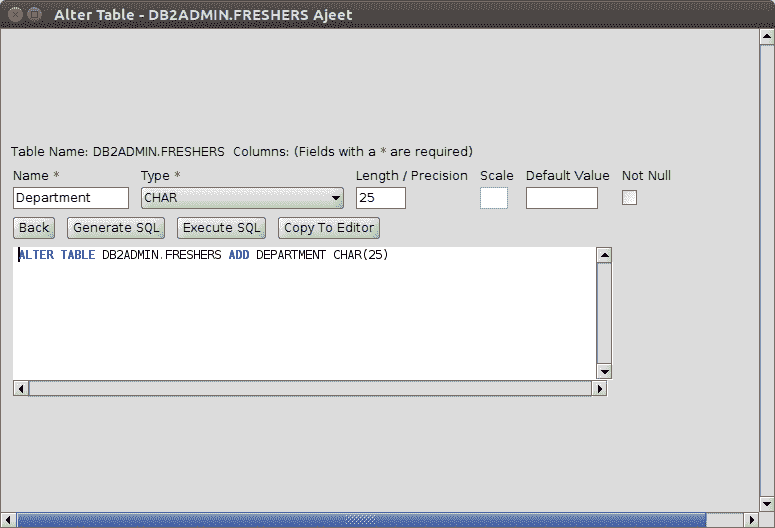 Alter Table - DB2ADMIN.FRESHERS Ajeet
Table Name: DB2ADMIN.FRESHERS  Columns: (Fields with a * are required)
Name *  Type *  Length / Precision  Scale  Default Value  Not Null
Department  CHAR  25
Back  Generate SQL  Execute SQL  Copy To Editor
ALTER TABLE DB2ADMIN.FRESHERS ADD DEPARTMENT CHAR(25)